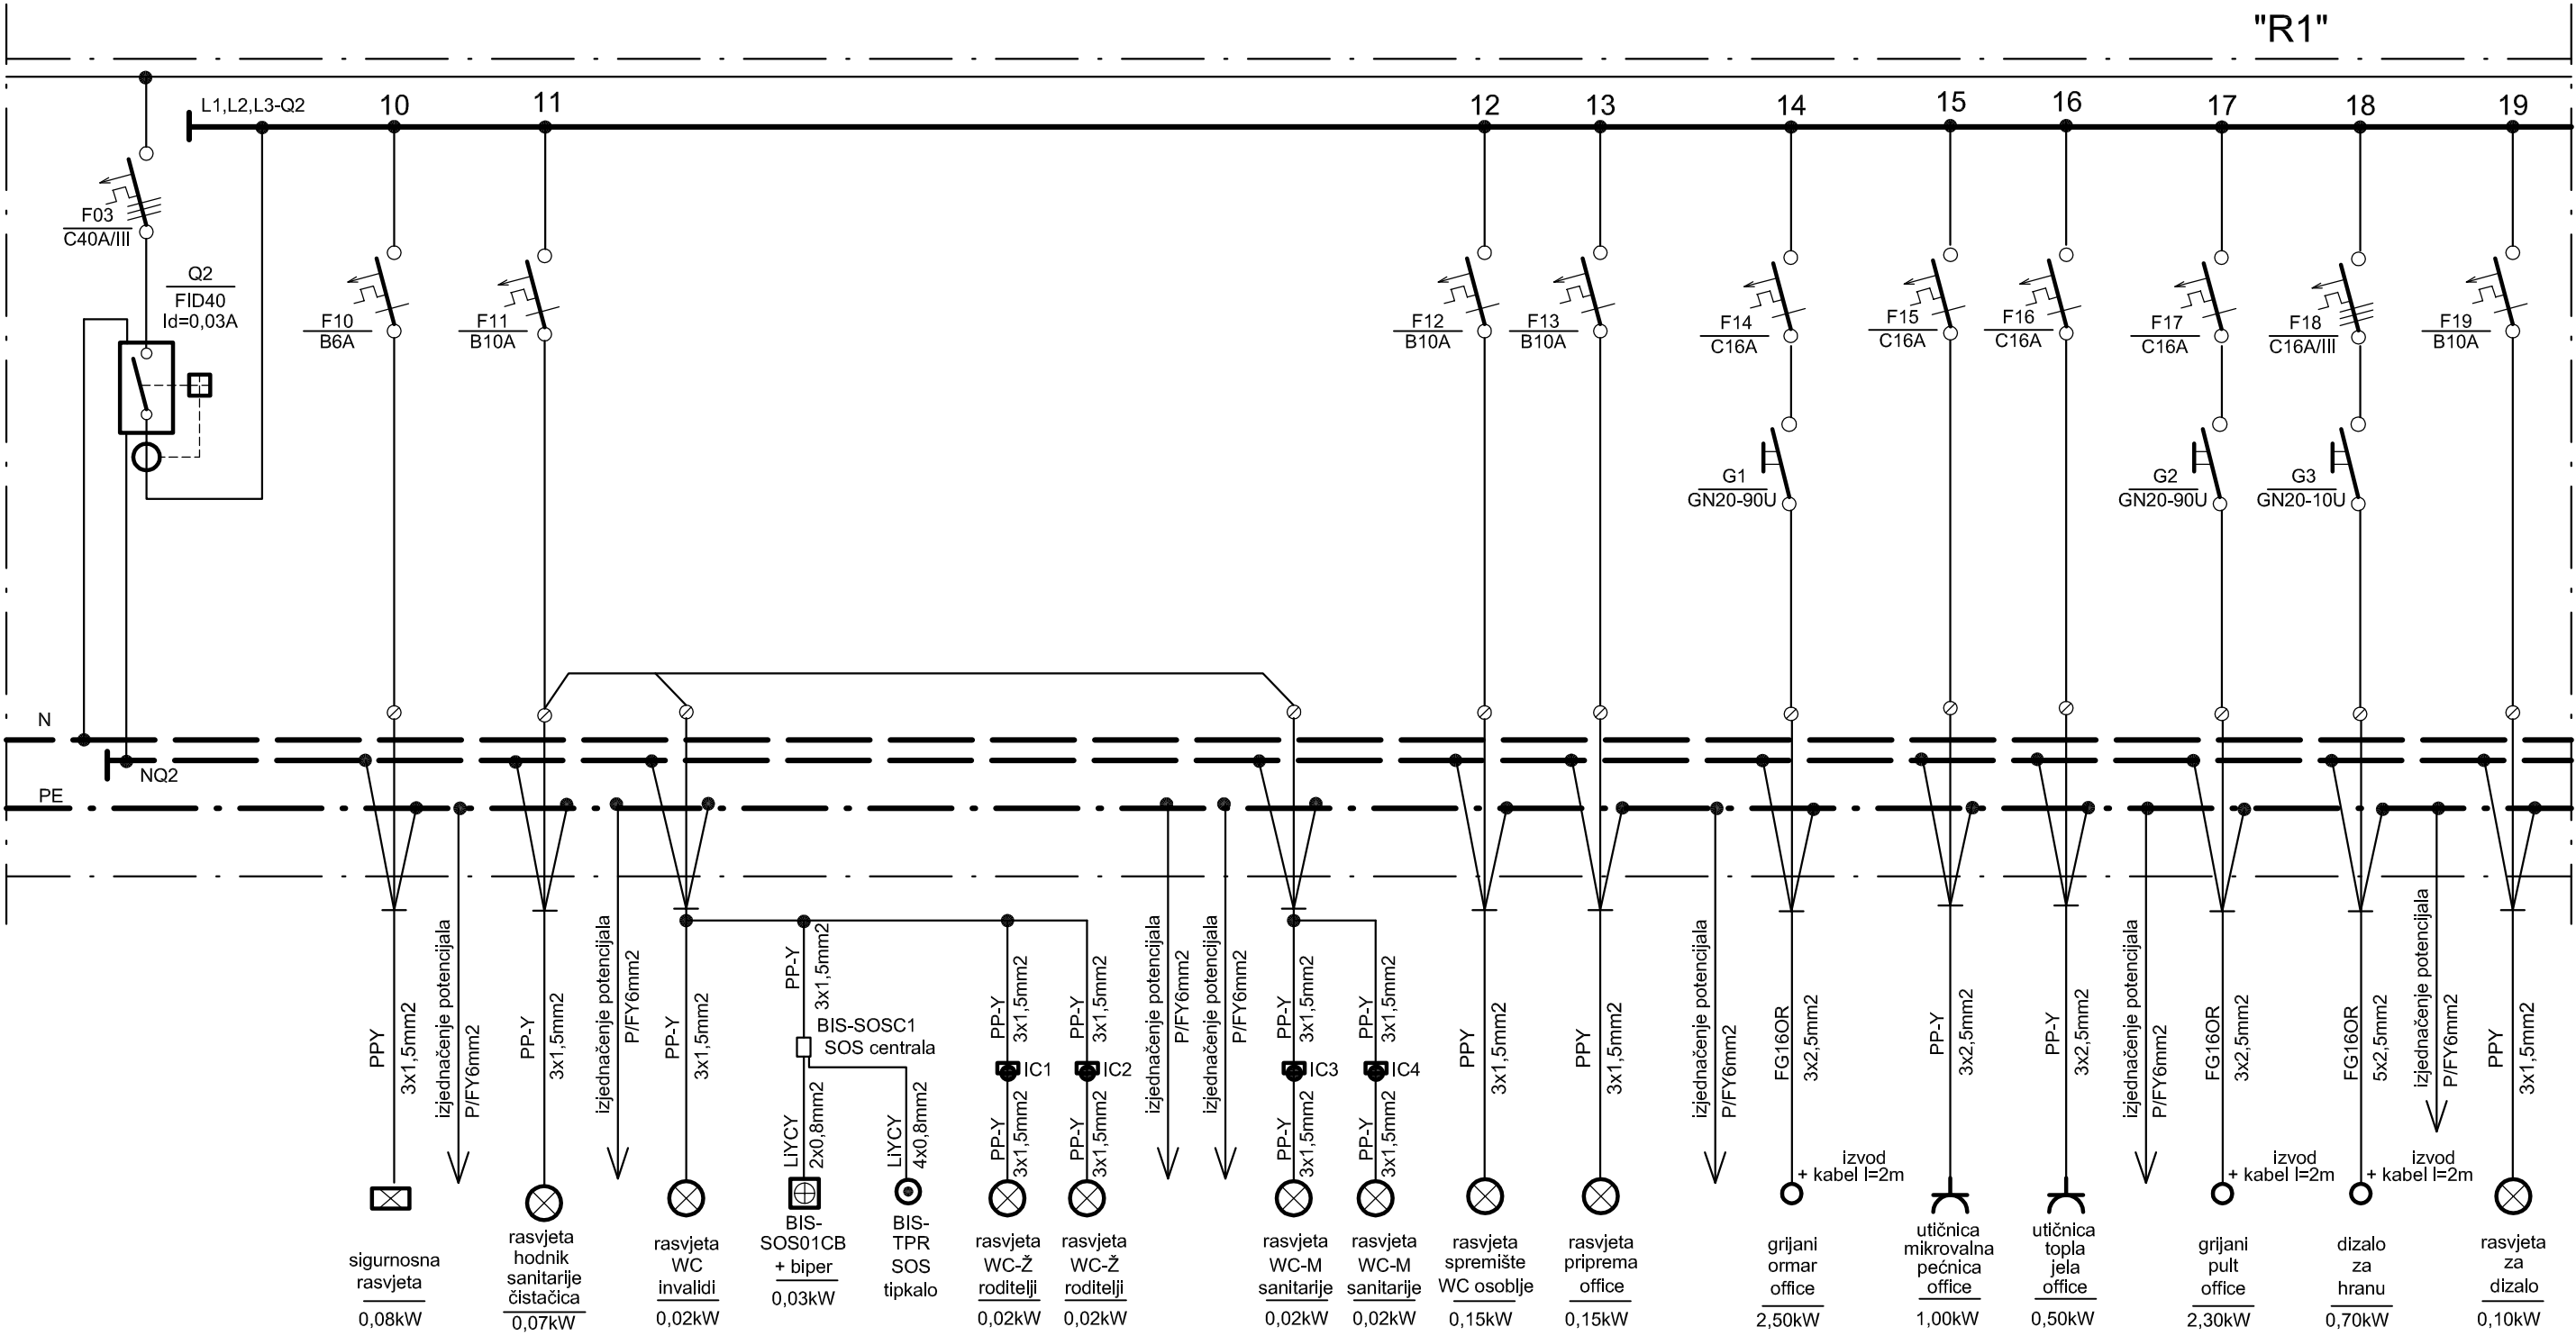 "R1"
L1,L2,L3-Q2
10
11
12
13
14
15
16
17
18
19
F03
C40A/III
Q2
FID40
Id=0,03A
F10
B6A
F11
B10A
F12
B10A
F13
B10A
F14
C16A
F15
C16A
F16
C16A
F17
C16A
F18
C16A/III
F19
B10A
G1
GN20-90U
G2
GN20-90U
G3
GN20-10U
N
NQ2
PE
PPY
3x1,5mm2
izjednačenje potencijala
P/FY6mm2
PP-Y
3x1,5mm2
izjednačenje potencijala
P/FY6mm2
PP-Y
3x1,5mm2
PP-Y
3x1,5mm2
BIS-SOSC1
SOS centrala
LiYCY
2x0,8mm2
LiYCY
4x0,8mm2
PP-Y
3x1,5mm2
IC1
PP-Y
3x1,5mm2
PP-Y
3x1,5mm2
IC2
PP-Y
3x1,5mm2
izjednačenje potencijala
P/FY6mm2
izjednačenje potencijala
P/FY6mm2
PP-Y
3x1,5mm2
IC3
PP-Y
3x1,5mm2
PP-Y
3x1,5mm2
IC4
PP-Y
3x1,5mm2
PPY
3x1,5mm2
PPY
3x1,5mm2
izjednačenje potencijala
P/FY6mm2
FG16OR
3x2,5mm2
PP-Y
3x2,5mm2
PP-Y
3x2,5mm2
izjednačenje potencijala
P/FY6mm2
FG16OR
3x2,5mm2
FG16OR
5x2,5mm2
izjednačenje potencijala
P/FY6mm2
PPY
3x1,5mm2
izvod
+ kabel l=2m
izvod
+ kabel l=2m
izvod
+ kabel l=2m
sigurnosna
rasvjeta
0,08kW
rasvjeta
hodnik
sanitarije
čistačica
0,07kW
rasvjeta
WC
invalidi
0,02kW
BIS-
SOS01CB
+ biper
0,03kW
BIS-
TPR
SOS
tipkalo
rasvjeta
WC-Ž
roditelji
0,02kW
rasvjeta
WC-Ž
roditelji
0,02kW
rasvjeta
WC-M
sanitarije
0,02kW
rasvjeta
WC-M
sanitarije
0,02kW
rasvjeta
spremište
WC osoblje
0,15kW
rasvjeta
priprema
office
0,15kW
grijani
ormar
office
2,50kW
utičnica
mikrovalna
pećnica
office
1,00kW
utičnica
topla
jela
office
0,50kW
grijani
pult
office
2,30kW
dizalo
za
hranu
0,70kW
rasvjeta
za
dizalo
0,10kW